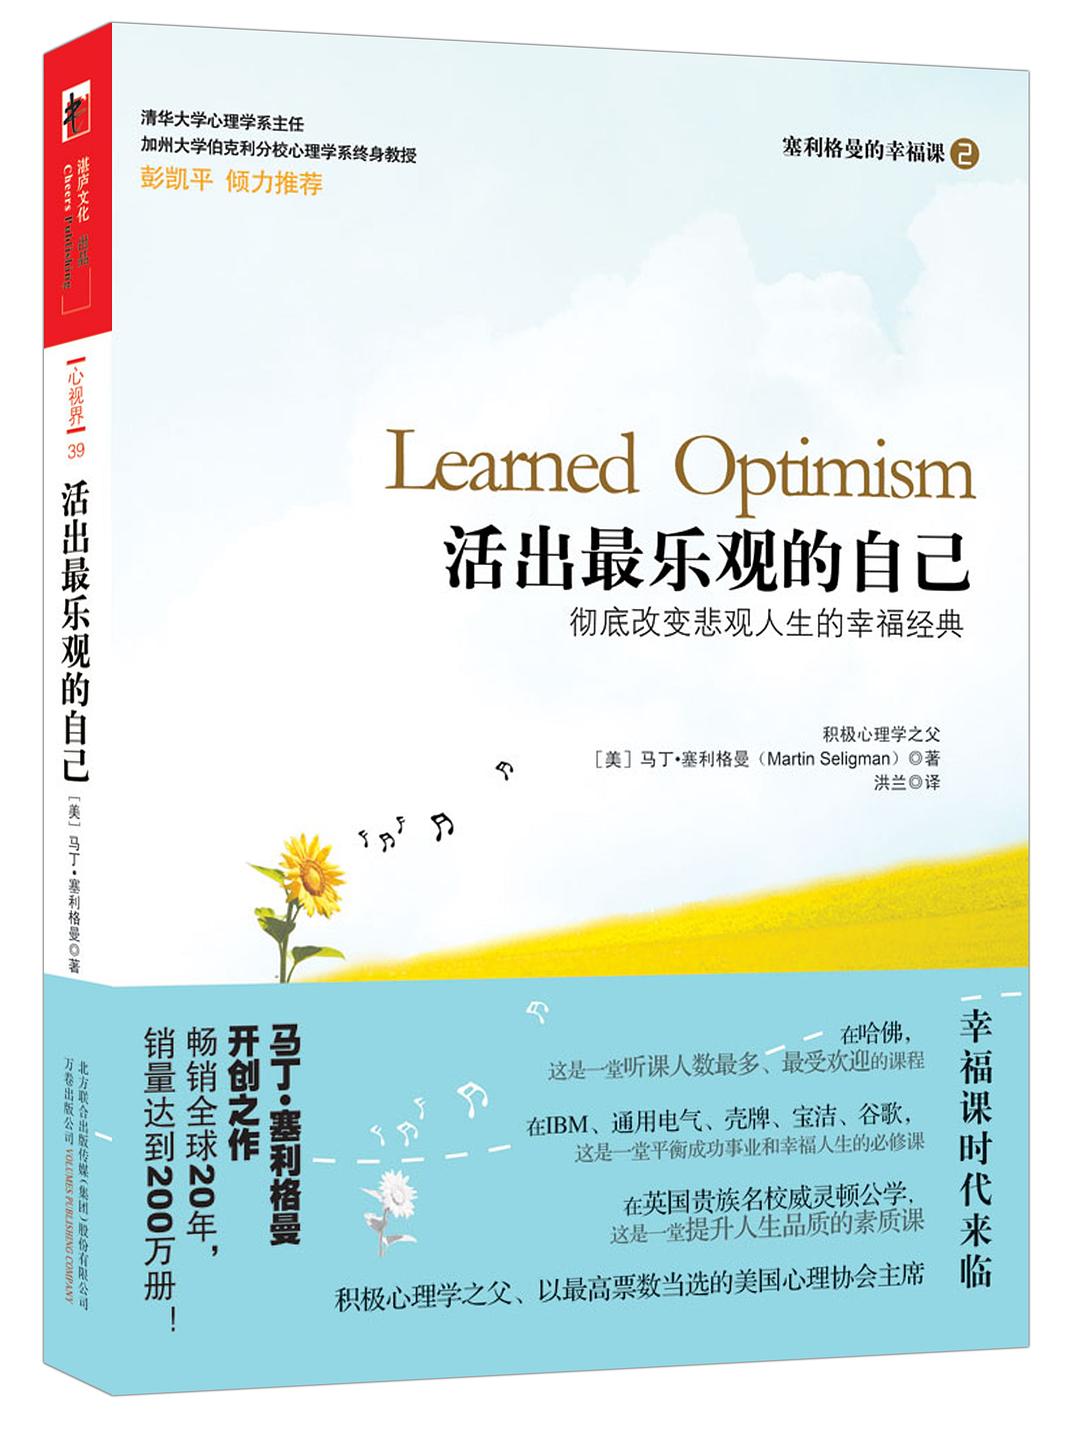 清华大学心理学系主任
加州大学伯克利分校心理学系终身教授
彭凯平 倾力推荐
塞利格曼的幸福课 2
Learned Optimism
活出最乐观的自己
彻底改变悲观人生的幸福经典
积极心理学之父
[美]马丁•塞利格曼（Martin Seligman）◎著
洪兰◎译
马丁•塞利格曼
开创之作
畅销全球20年，
销量达到200万册！
在哈佛，
这是一堂听课人数最多、最受欢迎的课程
在IBM、通用电气、壳牌、宝洁、谷歌，
这是一堂平衡成功事业和幸福人生的必修课
在英国贵族名校威灵顿公学，
这是一堂提升人生品质的素质课
积极心理学之父、以最高票数当选的美国心理协会主席
幸福课时代来临
湛庐文化 出品
Cheers Publishing
心视界
39
活出最乐观的自己
[美]马丁•塞利格曼◎著
北方联合出版传媒（集团）股份有限公司
万卷出版公司 VOLUMES PUBLISHING COMPANY